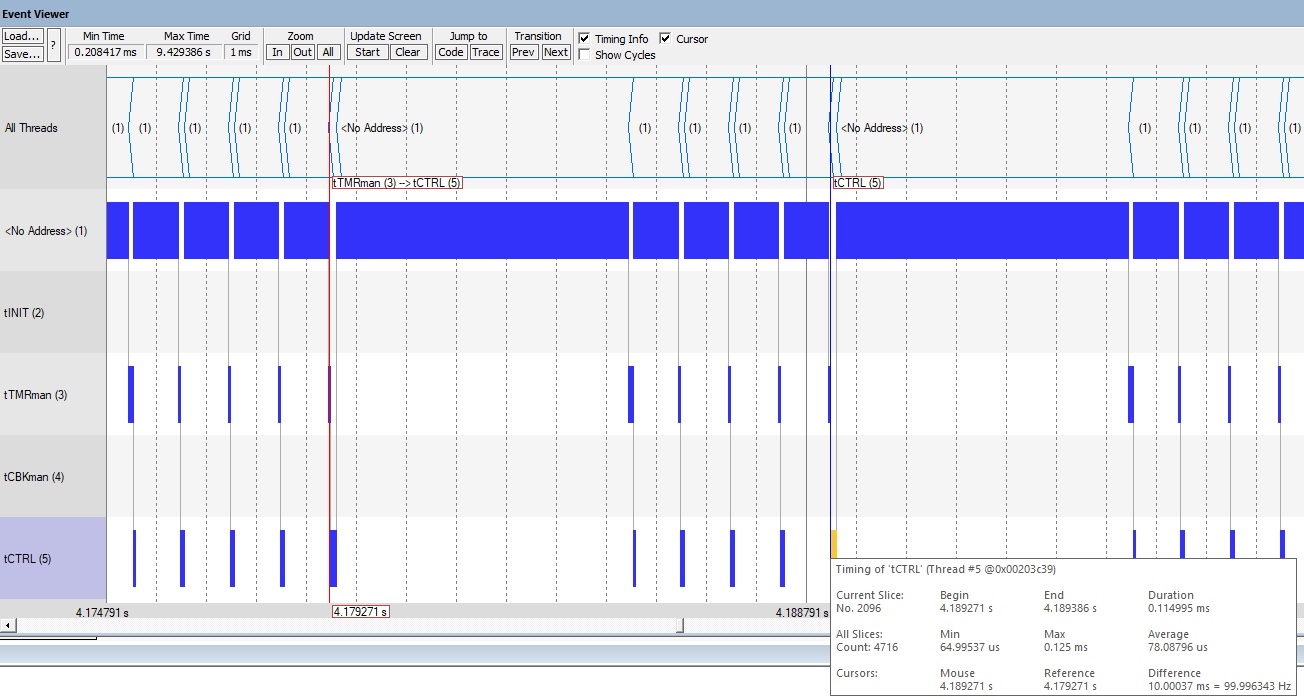 Event Viewer
Load... ? Min Time Max Time Grid Zoom Update Screen Jump to Transition Timing Info Cursor
Save... 0.208417 ms 9.429386 s 1 ms In Out All Start Clear Code Trace Prev Next Show Cycles
All Threads (1) (1) (1) (1) (1) <No Address> (1) (1) (1) (1) (1) <No Address> (1) (1) (1) (1) (1)
tTMRman (3) --> tCTRL (5) tCTRL (5)
<No Address> (1)
tINIT (2)
tTMRman (3)
tCBKman (4)
tCTRL (5)
4.174791 s 4.179271 s 4.188791 s
Timing of 'tCTRL' (Thread #5 @0x00203c39)
Current Slice: Begin End Duration
No. 2096 4.189271 s 4.189386 s 0.114995 ms
All Slices: Min Max Average
Count: 4716 64.99537 us 0.125 ms 78.08796 us
Cursors: Mouse Reference Difference
4.189271 s 4.179271 s 10.00037 ms = 99.996343 Hz